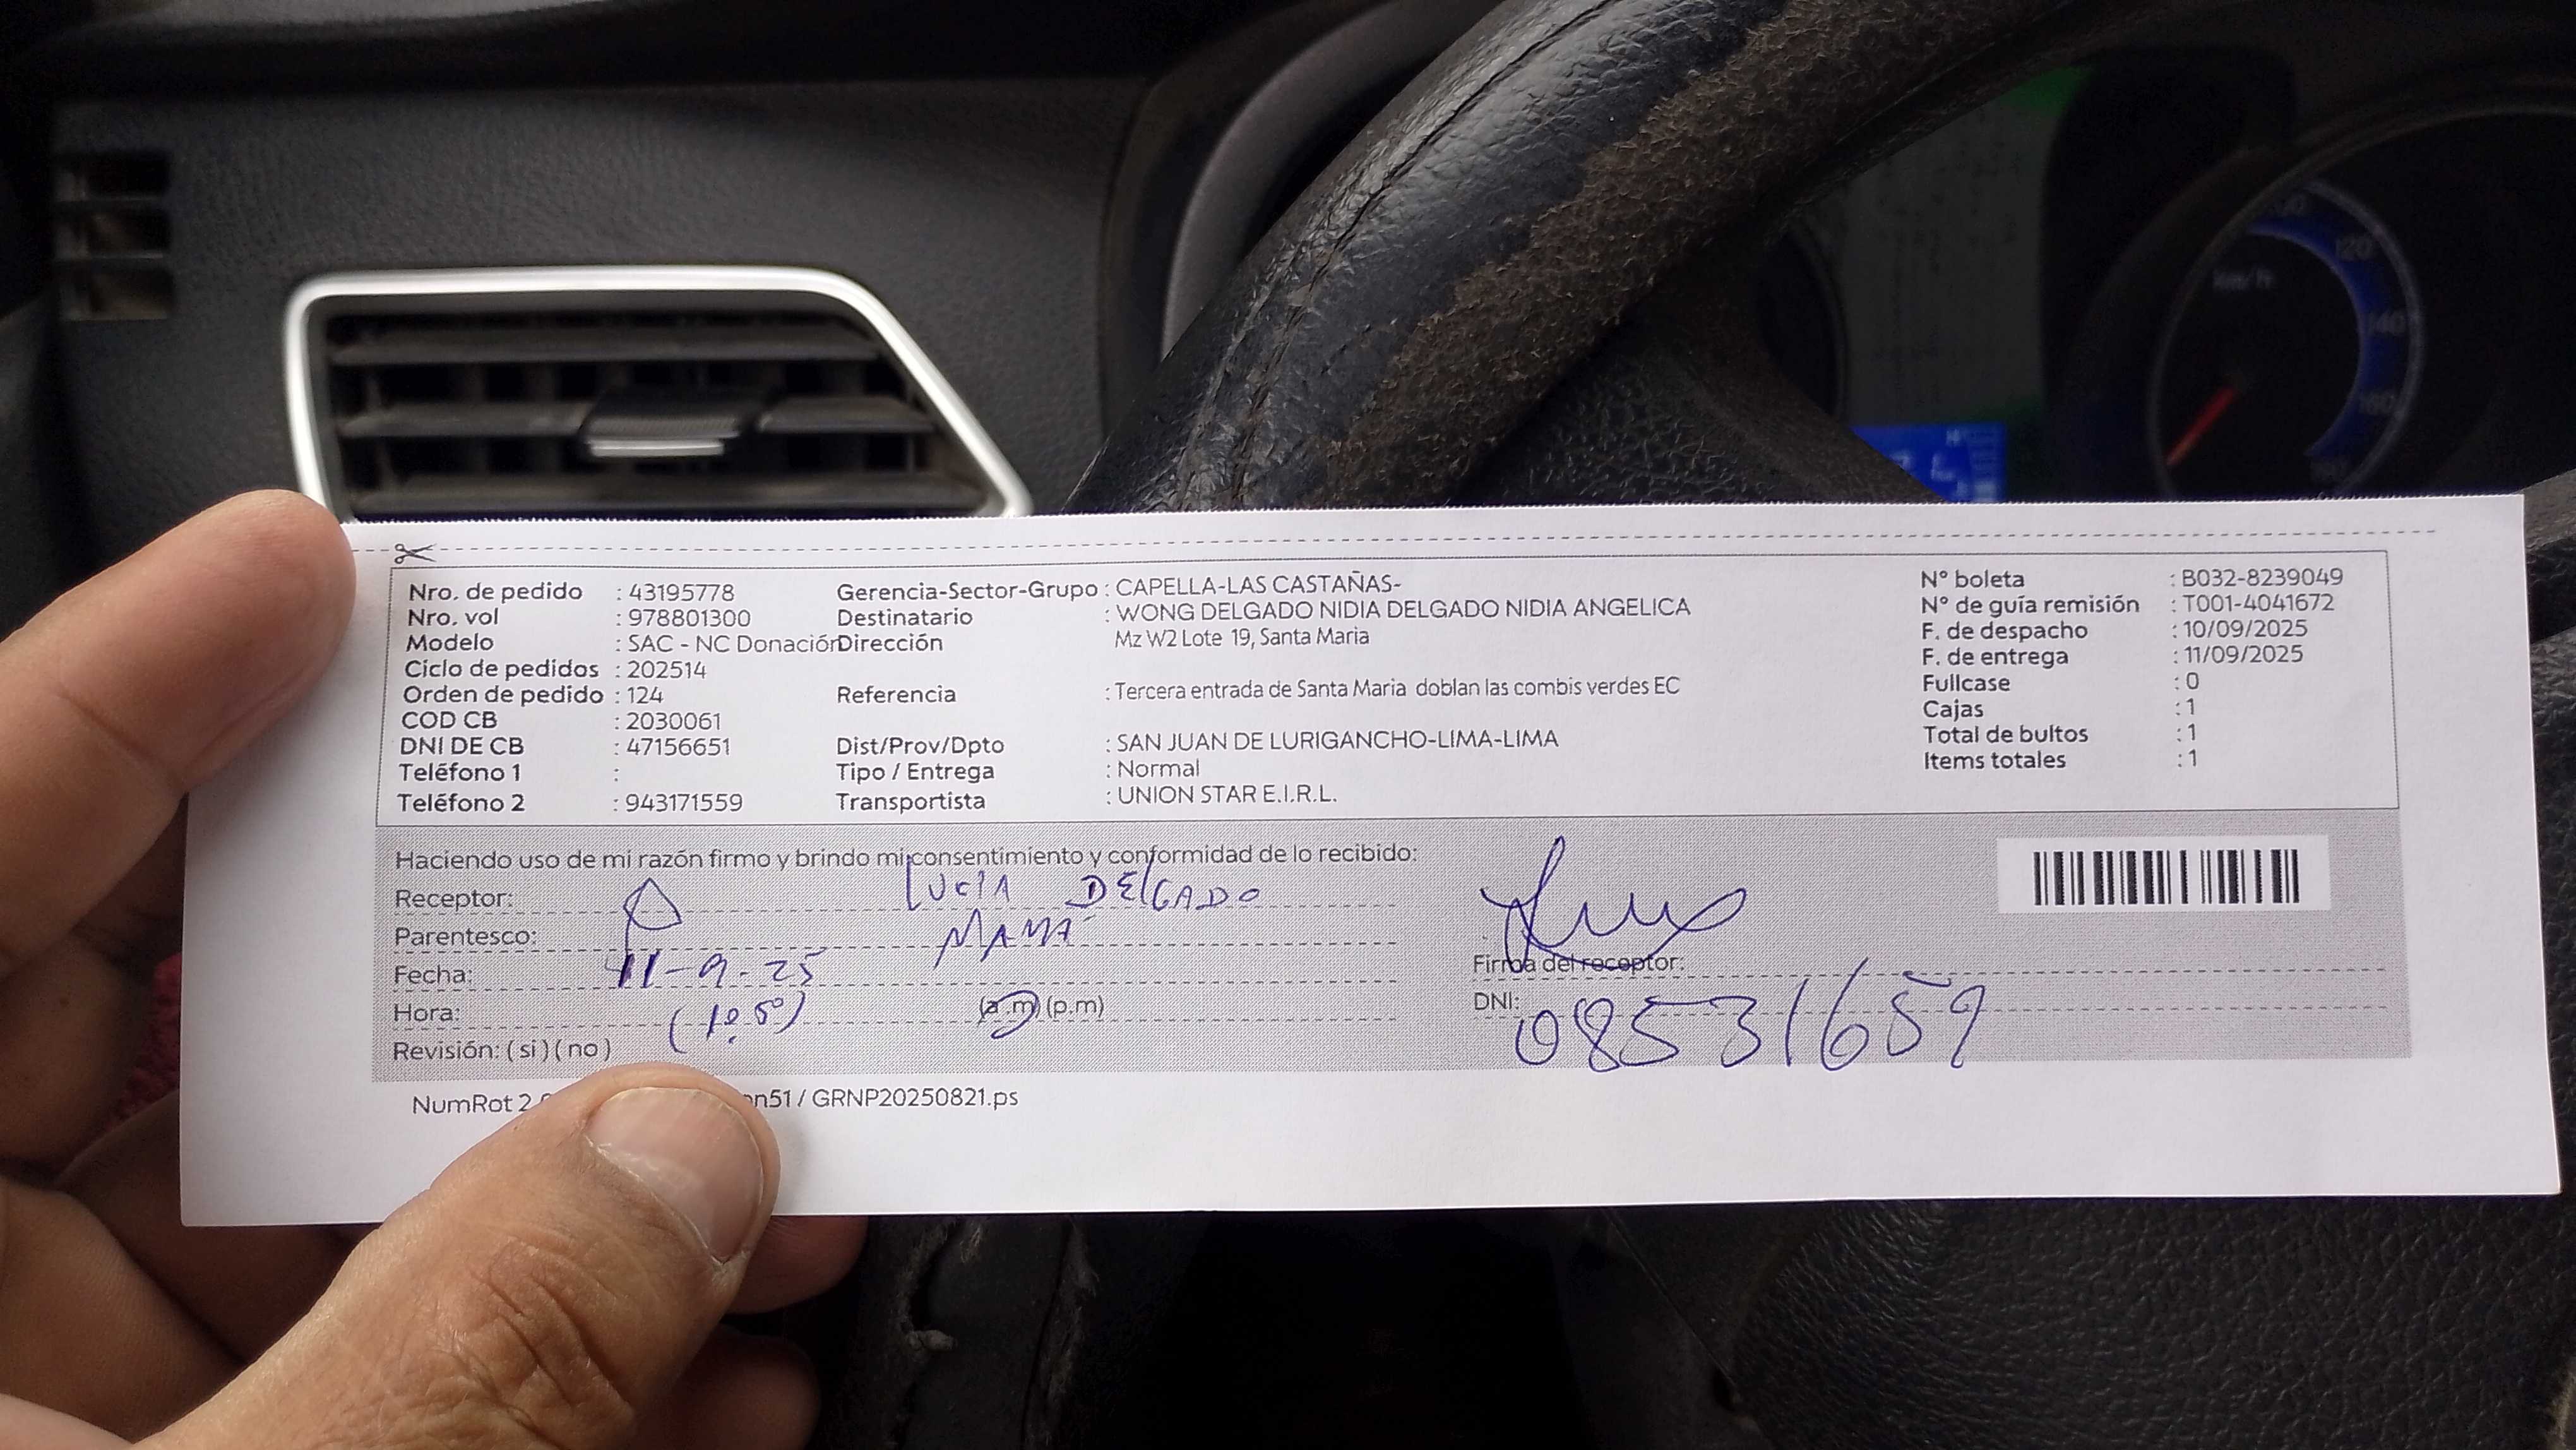 Nro. de pedido : 43195778
Nro. vol : 978801300
Modelo : SAC - NC Donación
Ciclo de pedidos : 202514
Orden de pedido : 124
COD CB : 2030061
DNI DE CB : 47156651
Teléfono 1 :
Teléfono 2 : 943171559
Gerencia-Sector-Grupo : CAPELLA-LAS CASTAÑAS-
Destinatario : WONG DELGADO NIDIA DELGADO NIDIA ANGELICA
Dirección Mz W2 Lote 19, Santa Maria
Referencia : Tercera entrada de Santa Maria doblan las combis verdes EC
Dist/Prov/Dpto : SAN JUAN DE LURIGANCHO-LIMA-LIMA
Tipo / Entrega : Normal
Transportista : UNION STAR E.I.R.L.
N° boleta : B032-8239049
N° de guía remisión : T001-4041672
F. de despacho : 10/09/2025
F. de entrega : 11/09/2025
Fullcase : 0
Cajas : 1
Total de bultos : 1
Items totales : 1
Haciendo uso de mi razón firmo y brindo mi consentimiento y conformidad de lo recibido:
Receptor: LUCIA DELGADO
Parentesco: MAMÁ
Fecha: 11-9-25
Hora: (10.50) (a.m) (p.m)
Revisión: (si) (no)
Firma del receptor:
DNI: 08531659
NumRot 2 on51 / GRNP20250821.ps
120
140
160
km/h